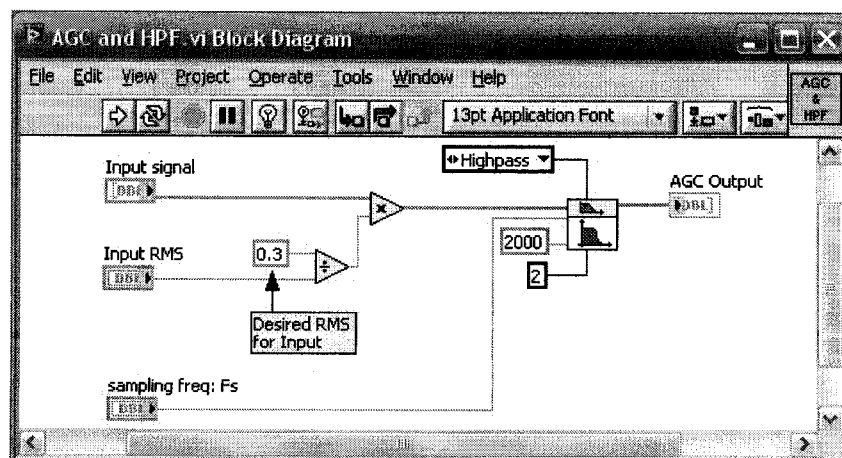 AGC and HPF.vi Block Diagram
File Edit View Project Operate Tools Window Help
13pt Application Font
AGC
&
HPF
Highpass
Input signal
DBL
AGC Output
DBL
Input RMS
DBL
0.3
2000
2
Desired RMS
for Input
sampling freq: Fs
DBL